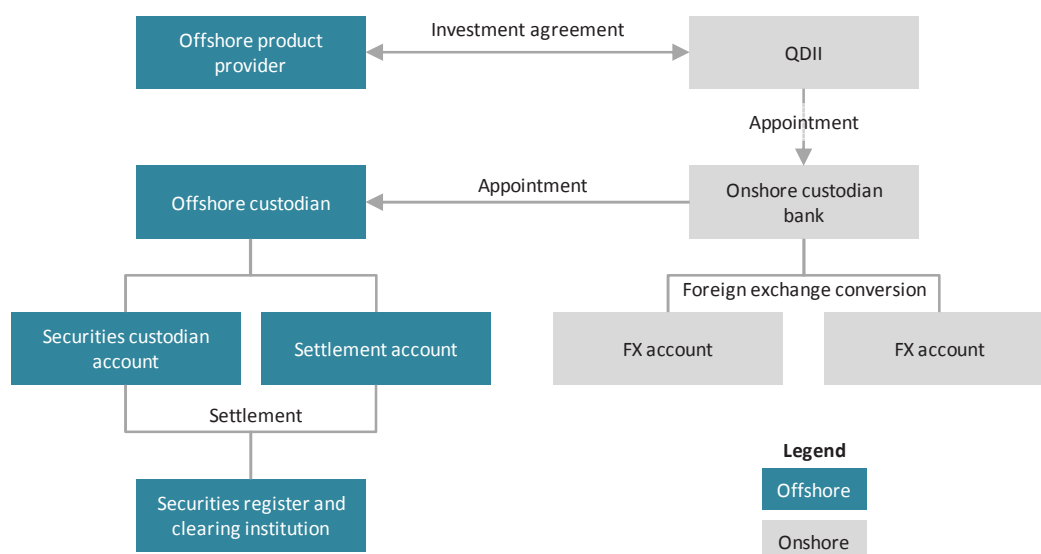 Offshore product
provider
Investment agreement
QDII
Appointment
Offshore custodian
Appointment
Onshore custodian
bank
Foreign exchange conversion
Securities custodian
account
Settlement account
FX account
FX account
Settlement
Securities register and
clearing institution
Legend
Offshore
Onshore